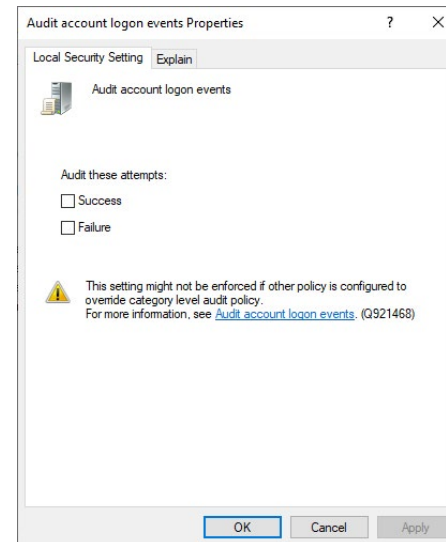 Audit account logon events Properties
?
Local Security Setting
Explain
Audit account logon events
Audit these attempts:
Success
Failure
This setting might not be enforced if other policy is configured to
override category level audit policy.
For more information, see Audit account logon events. (Q921468)
OK
Cancel
Apply